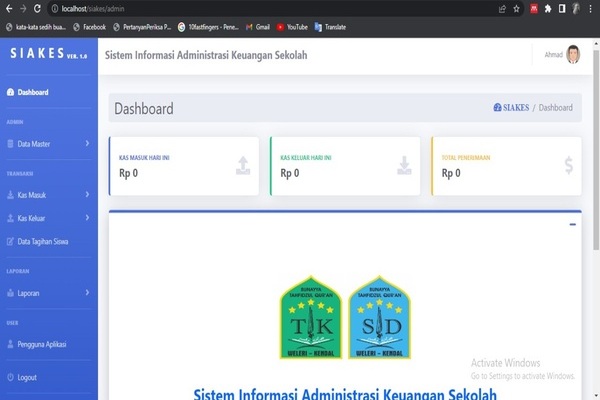 localhost/siakes/admin
kata-kata sedih bua... Facebook PertanyanPeriksa P... 10fastfingers - Pene... Gmail YouTube Translate
SIAKES VER. 1.0
Sistem Informasi Administrasi Keuangan Sekolah
Ahmad
Dashboard
Dashboard
SIAKES / Dashboard
ADMIN
Data Master
KAS MASUK HARI INI
Rp 0
KAS KELUAR HARI INI
Rp 0
TOTAL PENERIMAAN
Rp 0
TRANSAKSI
Kas Masuk
Kas Keluar
Data Tagihan Siswa
LAPORAN
Laporan
USER
Pengguna Aplikasi
Logout
SUNAYYA
TAHFIDZUL QUR'AN
TK
WELERI - KENDAL
SUNAYYA
TAHFIDZUL QUR'AN
SD
WELERI - KENDAL
Activate Windows
Go to Settings to activate Windows.
Sistem Informasi Administrasi Keuangan Sekolah